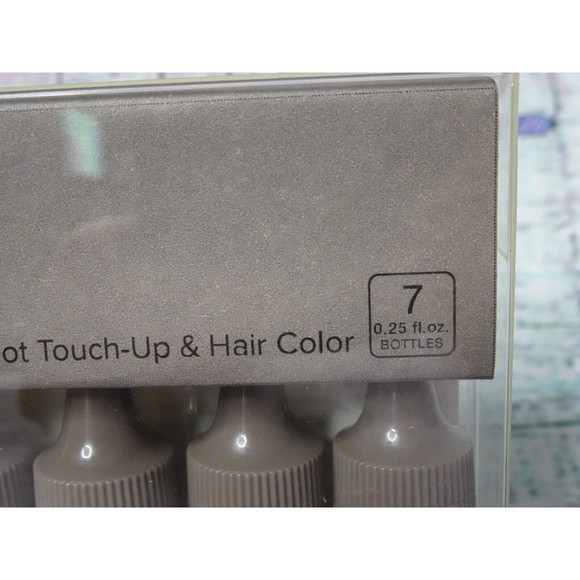 ot Touch-Up & Hair Color
7
0.25 fl.oz.
BOTTLES